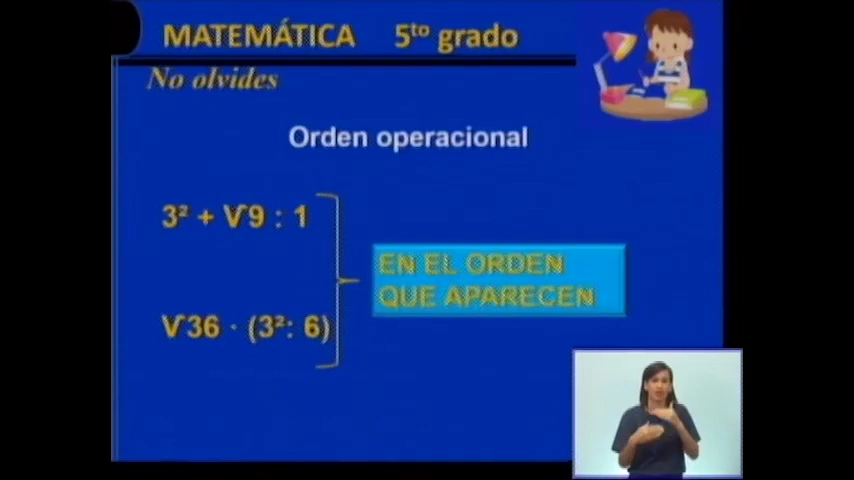 MATEMÁTICA 5to grado
No olvides
Orden operacional
3² + √9 : 1
EN EL ORDEN
QUE APARECEN
√36 · (3²: 6)